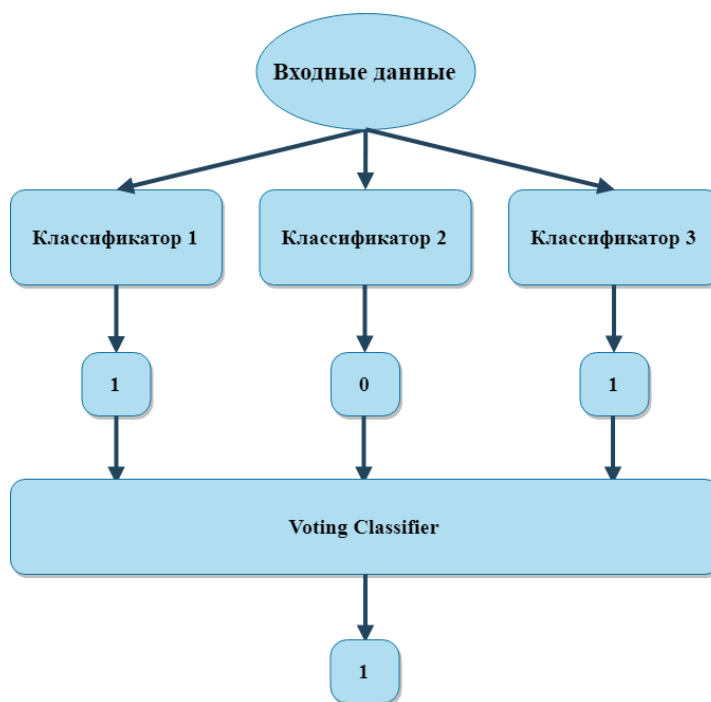 Входные данные
Классификатор 1
Классификатор 2
Классификатор 3
1
0
1
Voting Classifier
1